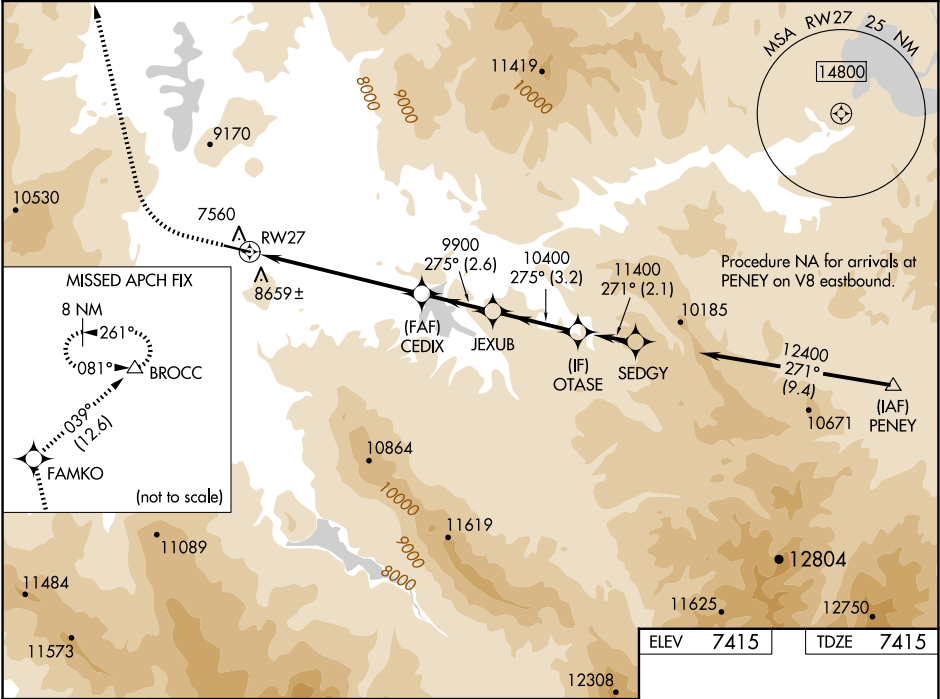 MSA RW27 25 NM
14800
11419
10000
8000
9000
9170
10530
7560
RW27
8659±
9900
275° (2.6)
10400
275° (3.2)
11400
271° (2.1)
Procedure NA for arrivals at
PENEY on V8 eastbound.
10185
12400
271°
(9.4)
(FAF)
CEDIX
JEXUB
(IF)
OTASE
SEDGY
(IAF)
PENEY
10671
MISSED APCH FIX
8 NM
261°
081°
BROCC
039°
(12.6)
FAMKO
(not to scale)
10864
10000
11619
9000
8000
11089
11484
11573
12804
11625
12750
12308
ELEV 7415
TDZE 7415